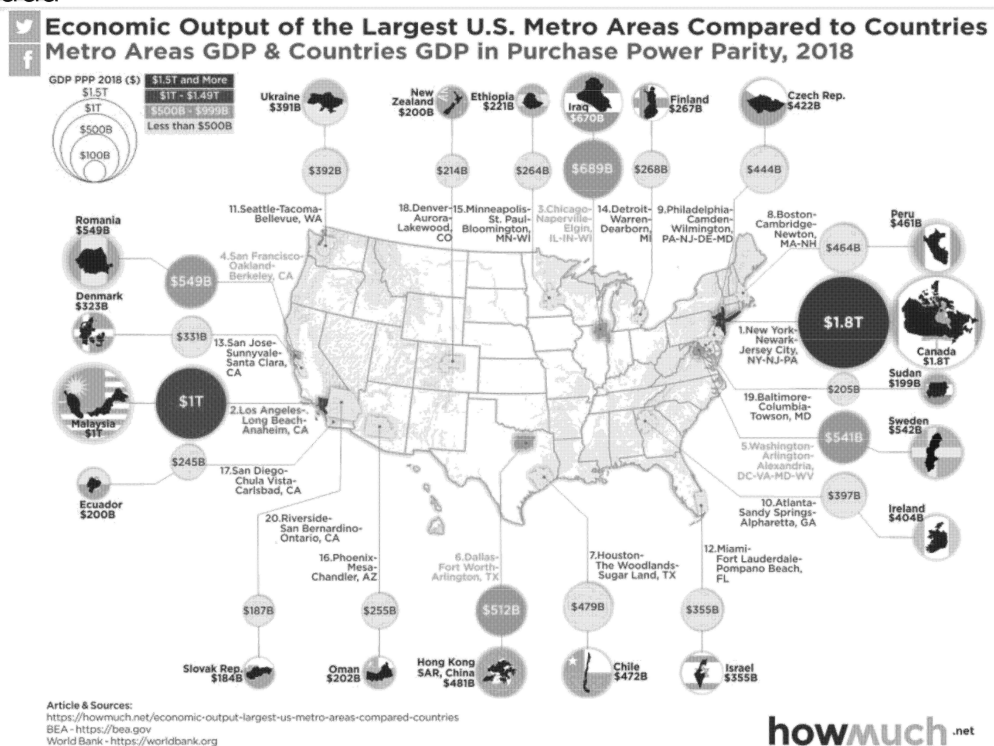 Economic Output of the Largest U.S. Metro Areas Compared to Countries
Metro Areas GDP & Countries GDP in Purchase Power Parity, 2018
GDP PPP 2018 ($)
$1.5T
$1T
$500B
$100B
$1.5T and More
$1T - $1.49T
$500B - $999B
Less than $500B
Ukraine
$391B
$392B
11.Seattle-Tacoma-
Bellevue, WA
New
Zealand
$200B
$214B
18.Denver-
Aurora-
Lakewood,
CO
Ethiopia
$221B
$264B
15.Minneapolis-
St. Paul-
Bloomington,
MN-WI
Iraq
$670B
$689B
3.Chicago-
Naperville-
Elgin,
IL-IN-WI
Finland
$267B
$268B
14.Detroit-
Warren-
Dearborn,
MI
Czech Rep.
$422B
$444B
9.Philadelphia-
Camden-
Wilmington,
PA-NJ-DE-MD
8.Boston-
Cambridge-
Newton,
MA-NH
$464B
Peru
$461B
Romania
$549B
$549B
4.San Francisco-
Oakland-
Berkeley, CA
Denmark
$323B
$331B
13.San Jose-
Sunnyvale-
Santa Clara,
CA
Malaysia
$1T
$1T
2.Los Angeles-
Long Beach-
Anaheim, CA
Ecuador
$200B
$245B
17.San Diego-
Chula Vista-
Carlsbad, CA
1.New York-
Newark-
Jersey City,
NY-NJ-PA
$1.8T
Canada
$1.8T
19.Baltimore-
Columbia-
Towson, MD
$205B
Sudan
$199B
5.Washington-
Arlington-
Alexandria,
DC-VA-MD-WV
$541B
Sweden
$542B
10.Atlanta-
Sandy Springs-
Alpharetta, GA
$397B
Ireland
$404B
20.Riverside-
San Bernardino-
Ontario, CA
$187B
Slovak Rep.
$184B
16.Phoenix-
Mesa-
Chandler, AZ
$255B
Oman
$202B
6.Dallas-
Fort Worth-
Arlington, TX
$512B
Hong Kong
SAR, China
$481B
7.Houston-
The Woodlands-
Sugar Land, TX
$479B
Chile
$472B
12.Miami-
Fort Lauderdale-
Pompano Beach,
FL
$355B
Israel
$355B
Article & Sources:
https://howmuch.net/economic-output-largest-us-metro-areas-compared-countries
BEA - https://bea.gov
World Bank - https://worldbank.org
howmuch.net